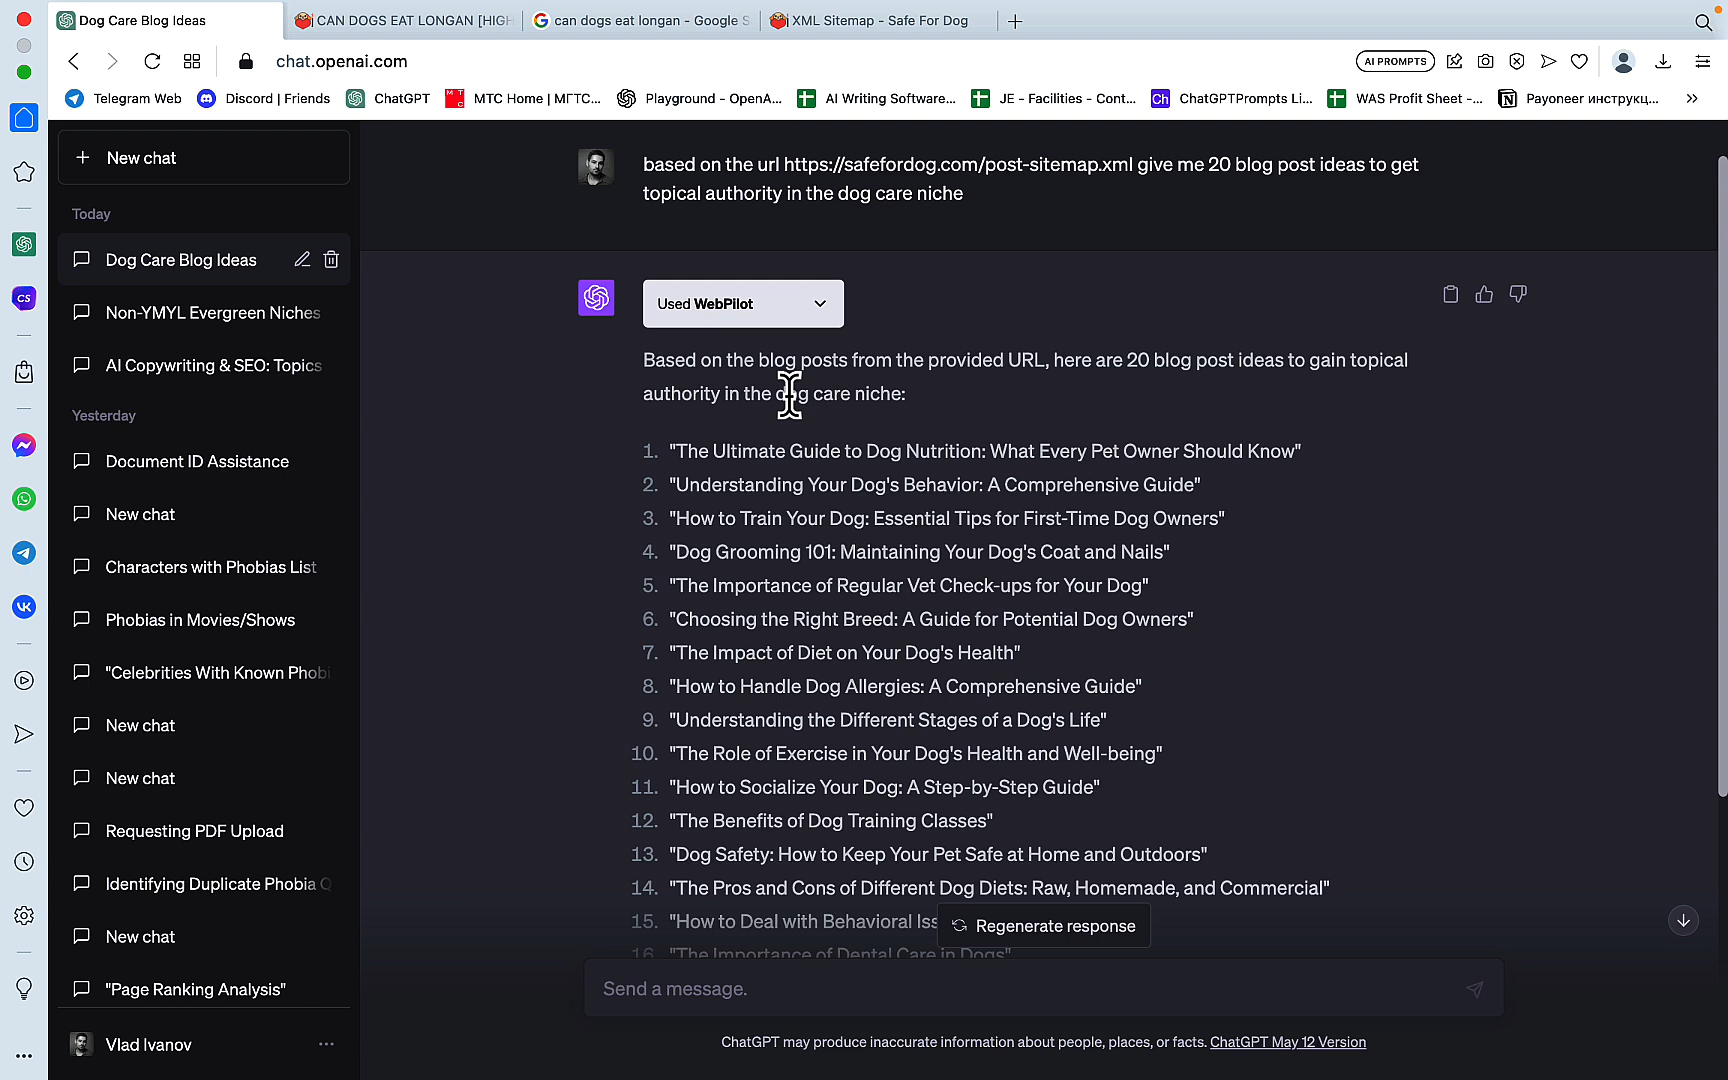 Dog Care Blog Ideas
CAN DOGS EAT LONGAN [HIGH
can dogs eat longan - Google S
XML Sitemap - Safe For Dog
chat.openai.com
AI PROMPTS
Telegram Web
Discord | Friends
ChatGPT
МТС Home | МГТС...
Playground - OpenA...
AI Writing Software...
JE - Facilities - Cont...
Ch
ChatGPTPrompts Li...
WAS Profit Sheet -...
Payoneer инструкц...
CS
New chat
Today
Dog Care Blog Ideas
Non-YMYL Evergreen Niches
AI Copywriting & SEO: Topics
Yesterday
Document ID Assistance
New chat
Characters with Phobias List
Phobias in Movies/Shows
"Celebrities With Known Phobi
New chat
New chat
Requesting PDF Upload
Identifying Duplicate Phobia Q
New chat
"Page Ranking Analysis"
Vlad Ivanov
based on the url https://safefordog.com/post-sitemap.xml give me 20 blog post ideas to get
topical authority in the dog care niche
Used WebPilot
Based on the blog posts from the provided URL, here are 20 blog post ideas to gain topical
authority in the dog care niche:
1. "The Ultimate Guide to Dog Nutrition: What Every Pet Owner Should Know"
2. "Understanding Your Dog's Behavior: A Comprehensive Guide"
3. "How to Train Your Dog: Essential Tips for First-Time Dog Owners"
4. "Dog Grooming 101: Maintaining Your Dog's Coat and Nails"
5. "The Importance of Regular Vet Check-ups for Your Dog"
6. "Choosing the Right Breed: A Guide for Potential Dog Owners"
7. "The Impact of Diet on Your Dog's Health"
8. "How to Handle Dog Allergies: A Comprehensive Guide"
9. "Understanding the Different Stages of a Dog's Life"
10. "The Role of Exercise in Your Dog's Health and Well-being"
11. "How to Socialize Your Dog: A Step-by-Step Guide"
12. "The Benefits of Dog Training Classes"
13. "Dog Safety: How to Keep Your Pet Safe at Home and Outdoors"
14. "The Pros and Cons of Different Dog Diets: Raw, Homemade, and Commercial"
15. "How to Deal with Behavioral Iss
Regenerate response
16. "The Importance of Dental Care in Dogs"
Send a message.
ChatGPT may produce inaccurate information about people, places, or facts. ChatGPT May 12 Version